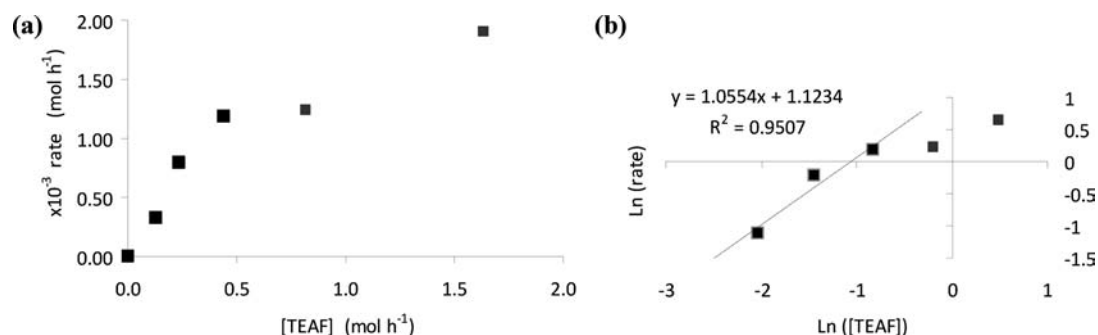 (a)
2.00
1.50
1.00
0.50
0.00
x10⁻³ rate (mol h⁻¹)
0.0 0.5 1.0 1.5 2.0
[TEAF] (mol h⁻¹)
(b)
y = 1.0554x + 1.1234
R² = 0.9507
1
0.5
0
-0.5
-1
-1.5
Ln (rate)
-3 -2 -1 0 1
Ln ([TEAF])